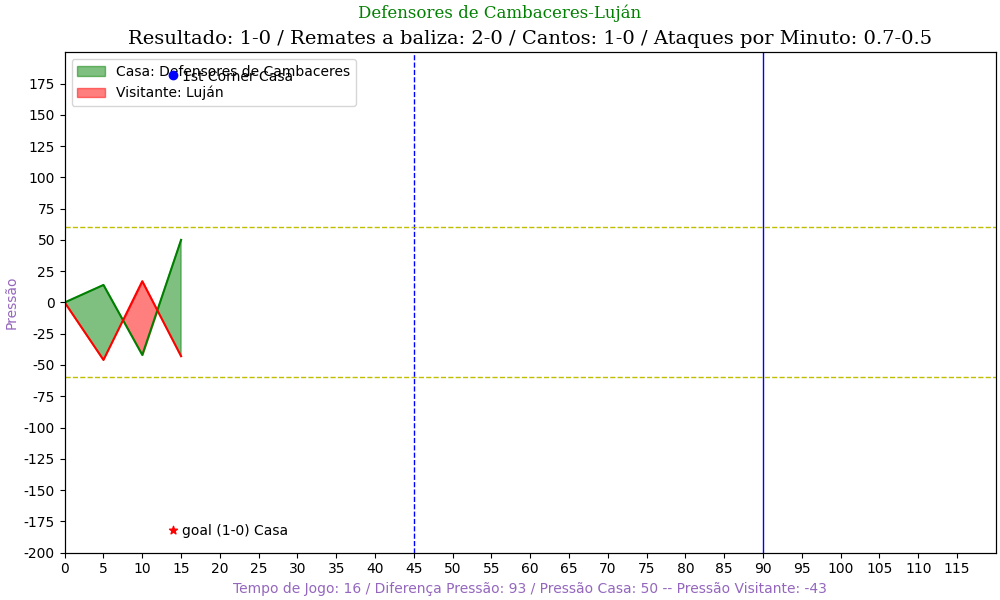 Defensores de Cambaceres-Luján
Resultado: 1-0 / Remates a baliza: 2-0 / Cantos: 1-0 / Ataques por Minuto: 0.7-0.5
Casa: Defensores de Cambaceres
1st Corner Casa
Visitante: Luján
175
150
125
100
75
50
25
0
-25
-50
-75
-100
-125
-150
-175
-200
Pressão
goal (1-0) Casa
0 5 10 15 20 25 30 35 40 45 50 55 60 65 70 75 80 85 90 95 100 105 110 115
Tempo de Jogo: 16 / Diferença Pressão: 93 / Pressão Casa: 50 -- Pressão Visitante: -43